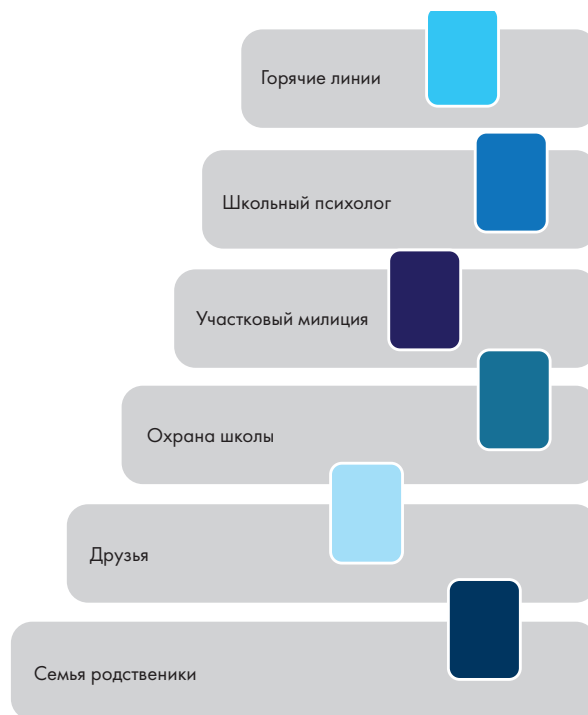 Горячие линии
Школьный психолог
Участковый милиция
Охрана школы
Друзья
Семья родственики